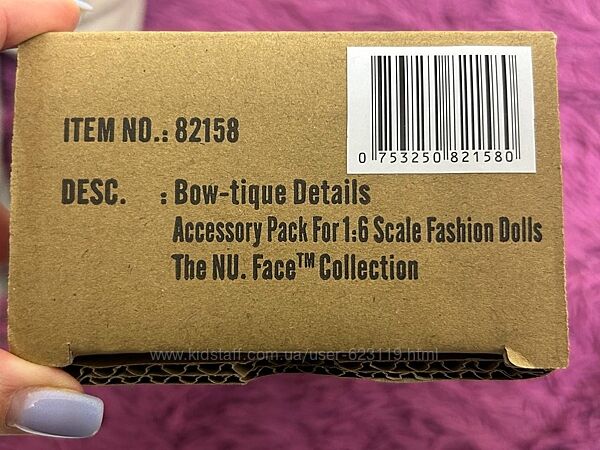 ITEM NO.: 82158
0 753250 821580
DESC. : Bow-tique Details
Accessory Pack For 1:6 Scale Fashion Dolls
The NU. Face™ Collection
www.kidstaff.com.ua/user-623119.html